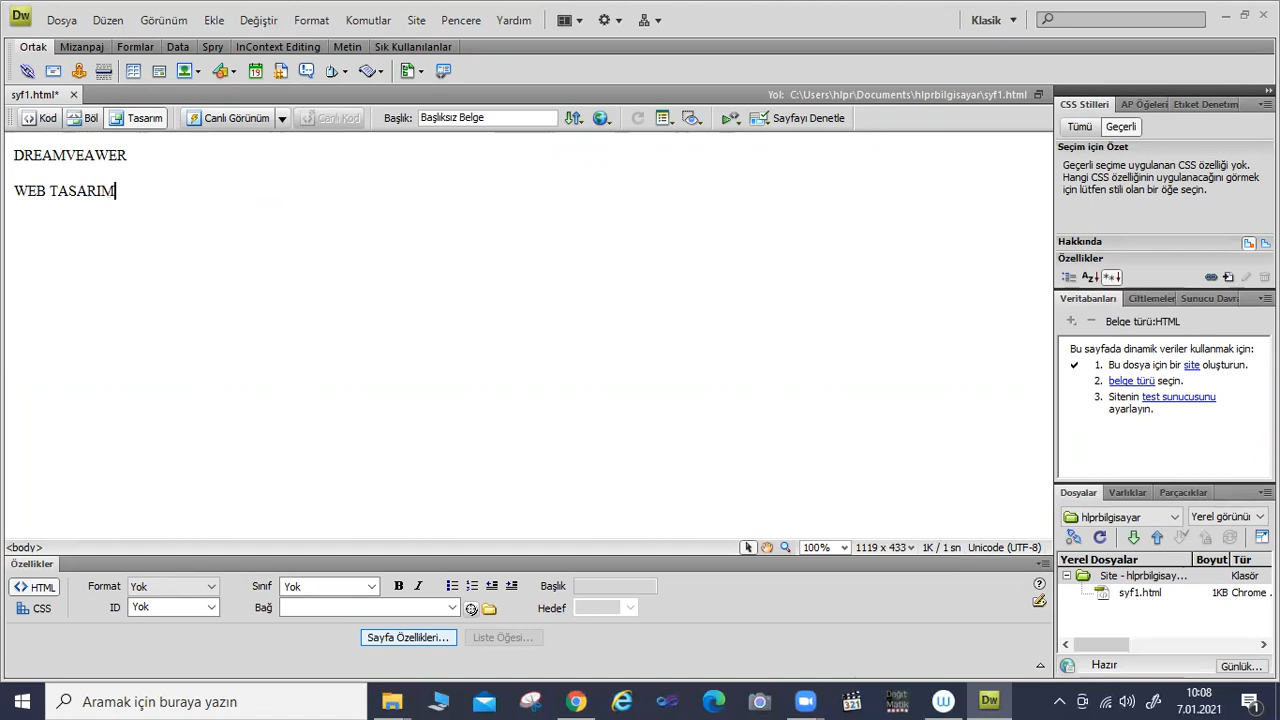 Dw Dosya Düzen Görünüm Ekle Değiştir Format Komutlar Site Pencere Yardım Klasik
Ortak Mizanpaj Formlar Data Spry InContext Editing Metin Sık Kullanılanlar
syf1.html* Yol: C:\Users\hlpr\Documents\hlprbilgisayar\syf1.html
Kod Böl Tasarım Canlı Görünüm Canlı Kod Başlık: Başlıksız Belge Sayfayı Denetle
DREAMVEAWER
WEB TASARIM
CSS Stilleri AP Öğeleri Etiket Denetim
Tümü Geçerli
Seçim için Özet
Geçerli seçime uygulanan CSS özelliği yok.
Hangi CSS özelliğinin uygulanacağını görmek
için lütfen stili olan bir öğe seçin.
Hakkında
Özellikler
Veritabanları Ciltlemeler Sunucu Davra
Belge türü:HTML
Bu sayfada dinamik veriler kullanmak için:
1. Bu dosya için bir site oluşturun.
2. belge türü seçin.
3. Sitenin test sunucusunu
ayarlayın.
Dosyalar Varlıklar Parçacıklar
hlprbilgisayar Yerel görünü
Yerel Dosyalar Boyut Tür
Site - hlprbilgisay... Klasör
syf1.html 1KB Chrome .
Hazır Günlük...
<body> 100% 1119 x 433 1K / 1 sn Unicode (UTF-8)
Özellikler
HTML Format Yok Sınıf Yok B I Başlık
CSS ID Yok Bağ Hedef
Sayfa Özellikleri... Liste Öğesi...
Aramak için buraya yazın
321
Değiştir Matik
W
Dw
10:08
7.01.2021
1